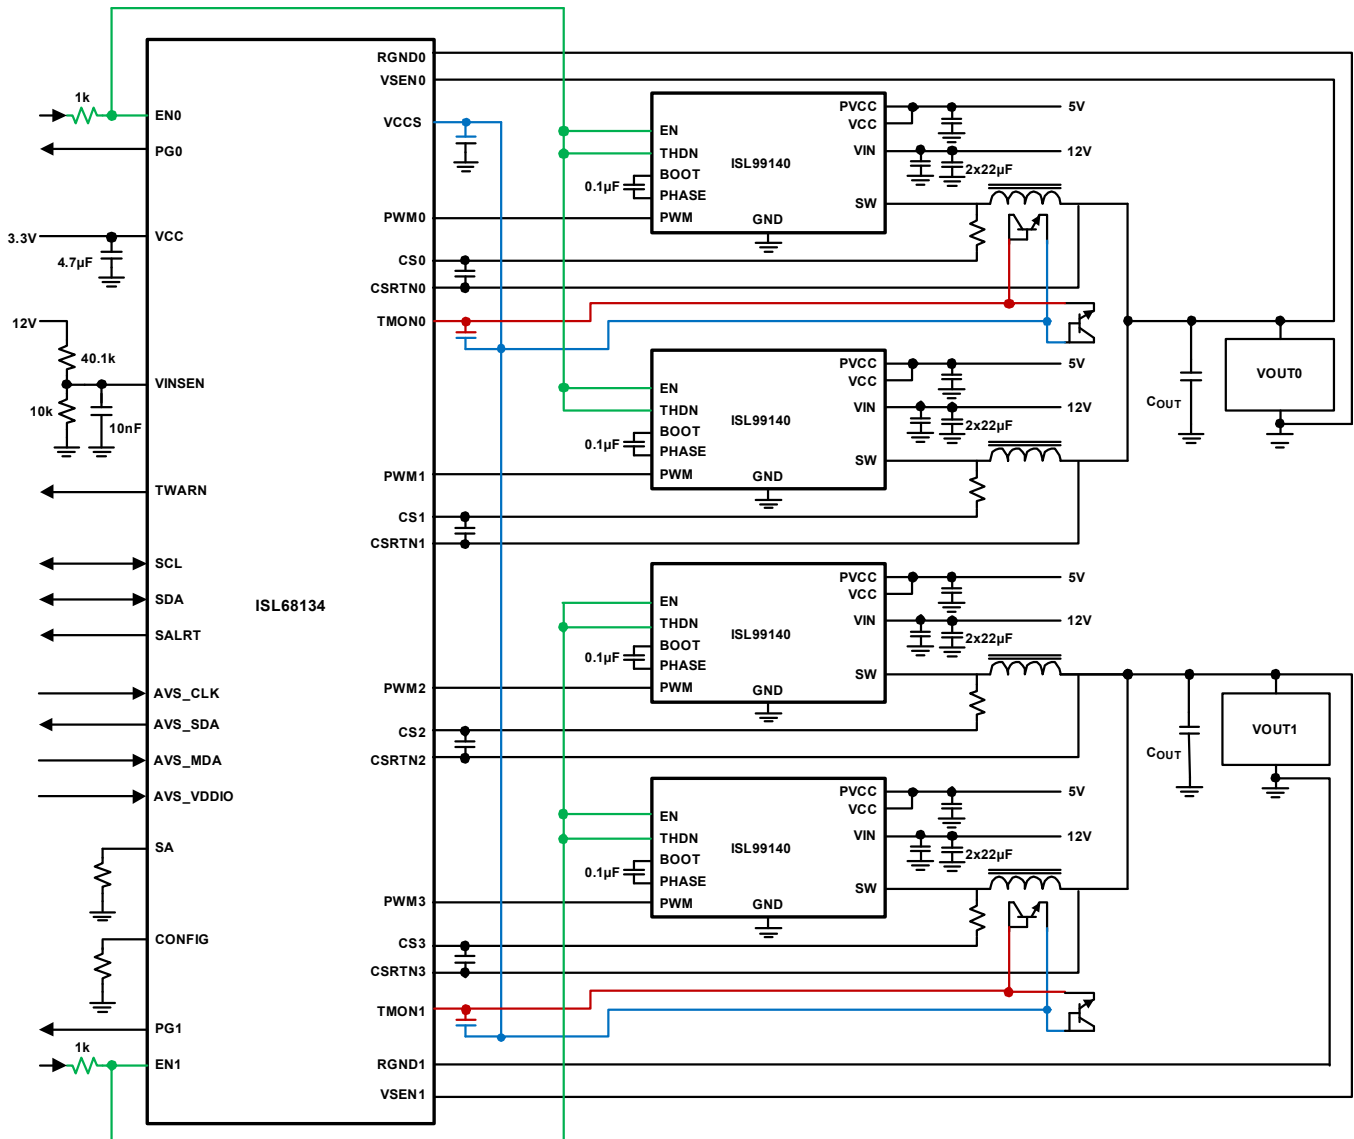 1k
EN0
PG0
3.3V
VCC
4.7µF
12V
40.1k
VINSEN
10k
10nF
TWARN
SCL
SDA
SALRT
AVS_CLK
AVS_SDA
AVS_MDA
AVS_VDDIO
SA
CONFIG
PG1
1k
EN1
ISL68134
RGND0
VSEN0
VCCS
PWM0
CS0
CSRTN0
TMON0
PWM1
CS1
CSRTN1
PWM2
CS2
CSRTN2
PWM3
CS3
CSRTN3
TMON1
RGND1
VSEN1
EN
THDN
BOOT
PHASE
PWM
0.1µF
ISL99140
GND
PVCC
VCC
VIN
SW
5V
12V
2x22µF
EN
THDN
BOOT
PHASE
PWM
0.1µF
ISL99140
GND
PVCC
VCC
VIN
SW
5V
12V
2x22µF
COUT
VOUT0
EN
THDN
BOOT
PHASE
PWM
0.1µF
ISL99140
GND
PVCC
VCC
VIN
SW
5V
12V
2x22µF
COUT
VOUT1
EN
THDN
BOOT
PHASE
PWM
0.1µF
ISL99140
GND
PVCC
VCC
VIN
SW
5V
12V
2x22µF